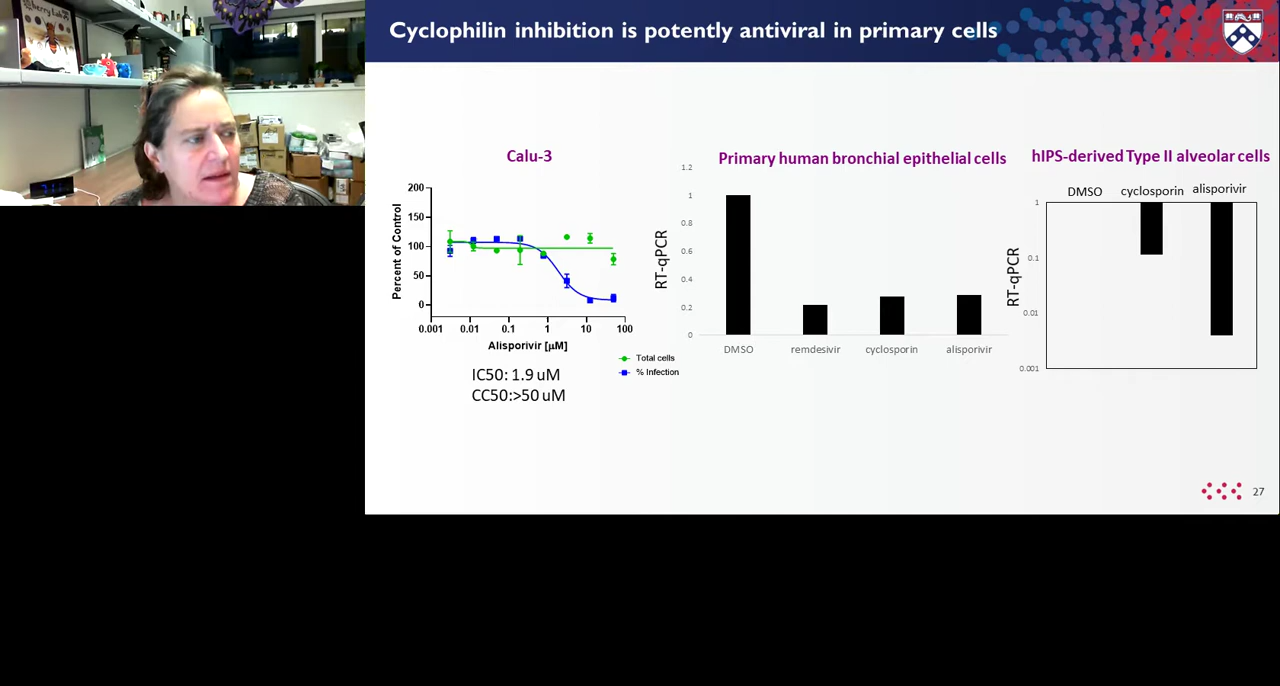 Cherry Lab
Cyclophilin inhibition is potently antiviral in primary cells
Calu-3
Percent of Control
200
150
100
50
0
0.001
0.01
0.1
1
10
100
Alisporivir [µM]
Total cells
% Infection
IC50: 1.9 uM
CC50:>50 uM
Primary human bronchial epithelial cells
RT-qPCR
1.2
1
0.8
0.6
0.4
0.2
0
DMSO
remdesivir
cyclosporin
alisporivir
hIPS-derived Type II alveolar cells
DMSO
cyclosporin
alisporivir
RT-qPCR
1
0.1
0.01
0.001
27